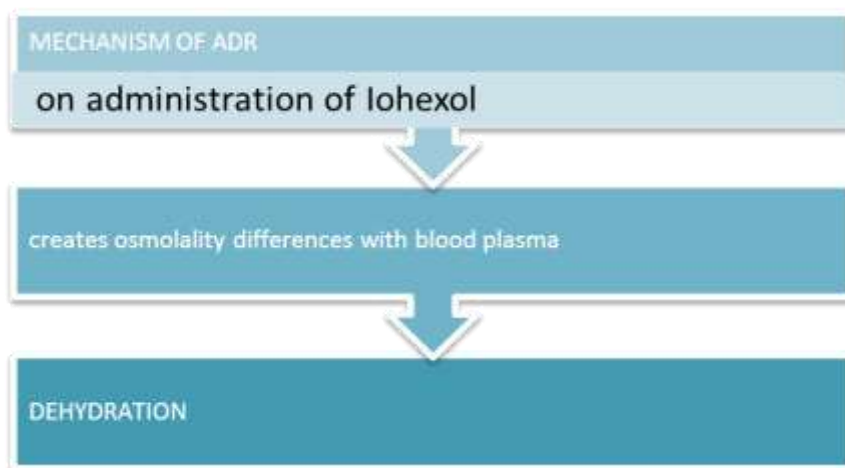 MECHANISM OF ADR
on administration of Iohexol
creates osmolality differences with blood plasma
DEHYDRATION